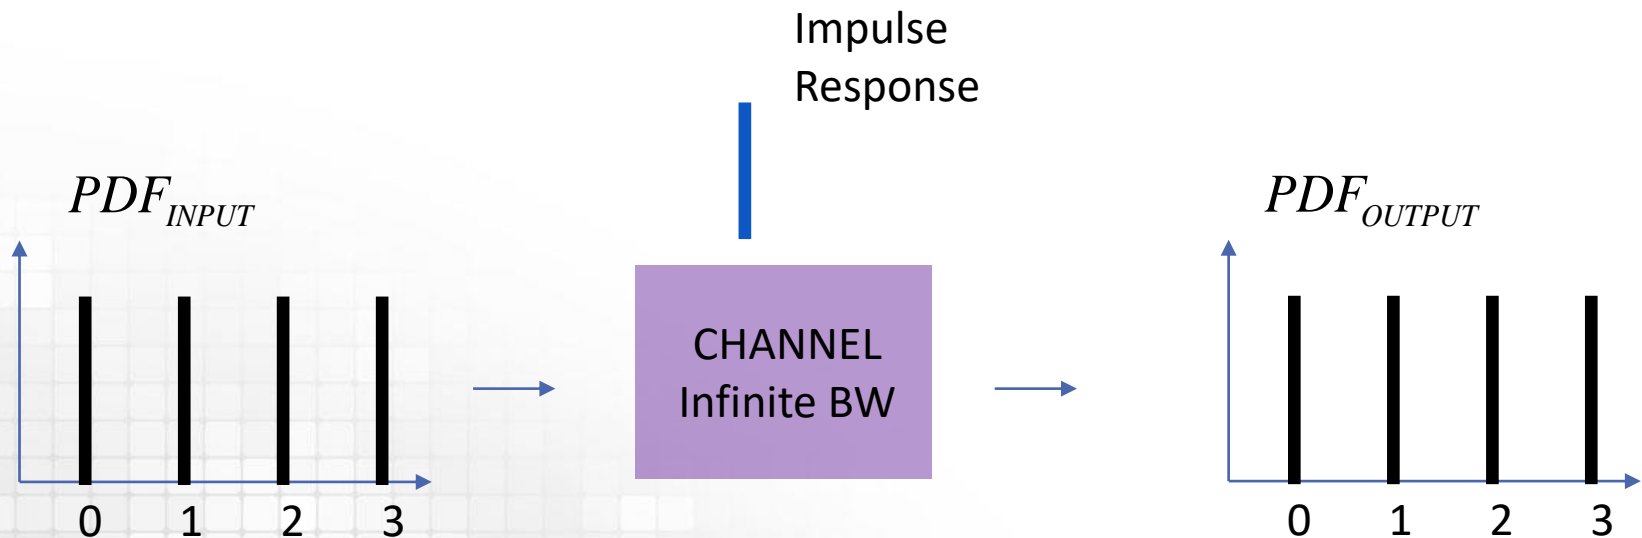 Impulse
Response
PDF_INPUT
PDF_OUTPUT
CHANNEL
Infinite BW
0 1 2 3
0 1 2 3